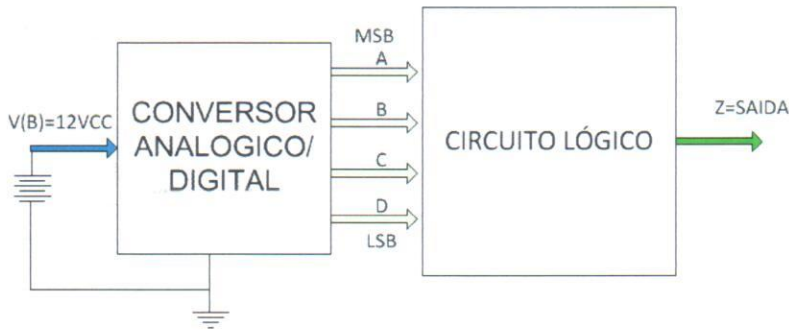 MSB
A
V(B)=12VCC
CONVERSOR
ANALOGICO/
DIGITAL
B
C
D
LSB
CIRCUITO LÓGICO
Z=SAIDA